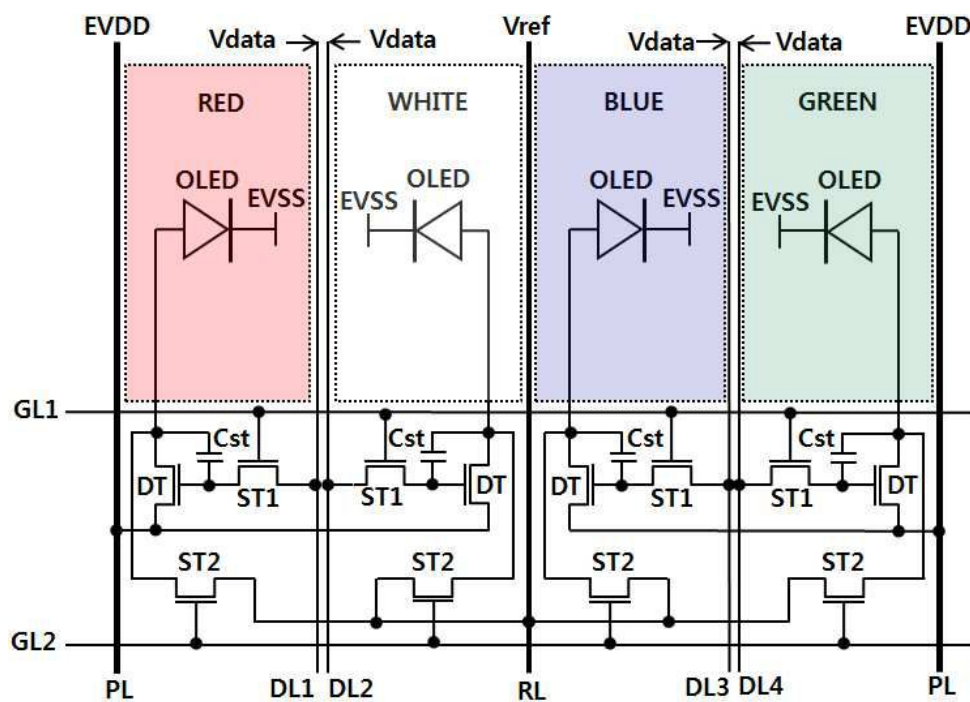 EVDD Vdata Vdata Vref Vdata Vdata EVDD
RED WHITE BLUE GREEN
OLED EVSS EVSS OLED OLED EVSS EVSS OLED
GL1
Cst Cst Cst Cst
DT ST1 ST1 DT DT ST1 ST1 DT
ST2 ST2 ST2 ST2
GL2
PL DL1 DL2 RL DL3 DL4 PL